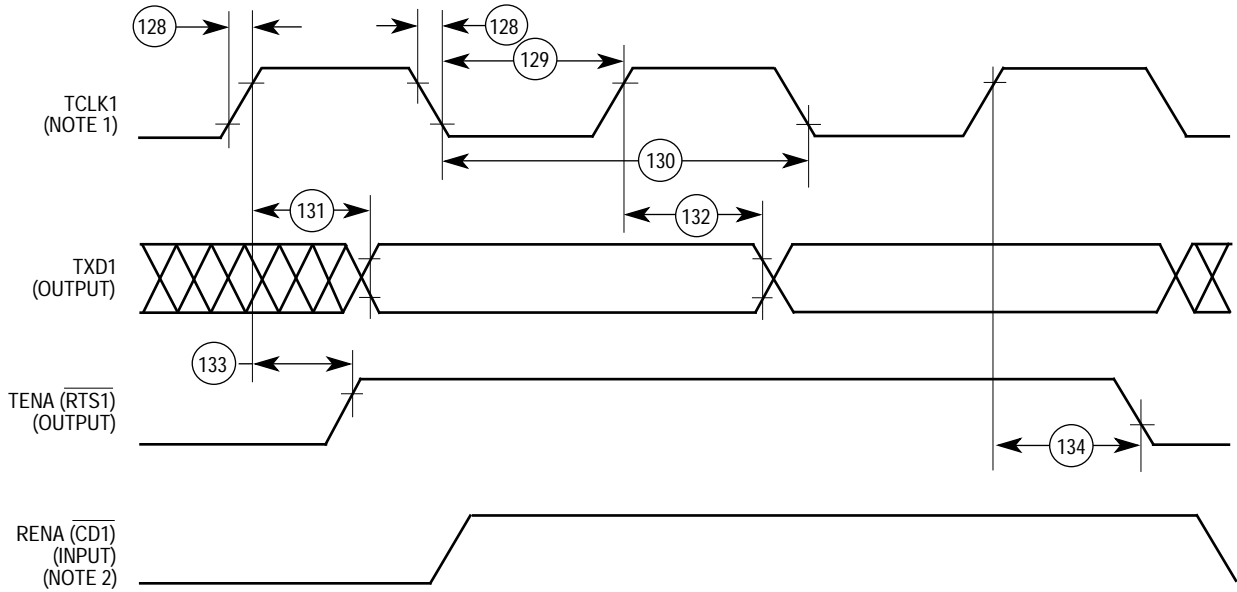 128
128
129
TCLK1
(NOTE 1)
130
131
132
TXD1
(OUTPUT)
133
TENA (RTS1)
(OUTPUT)
134
RENA (CD1)
(INPUT)
(NOTE 2)